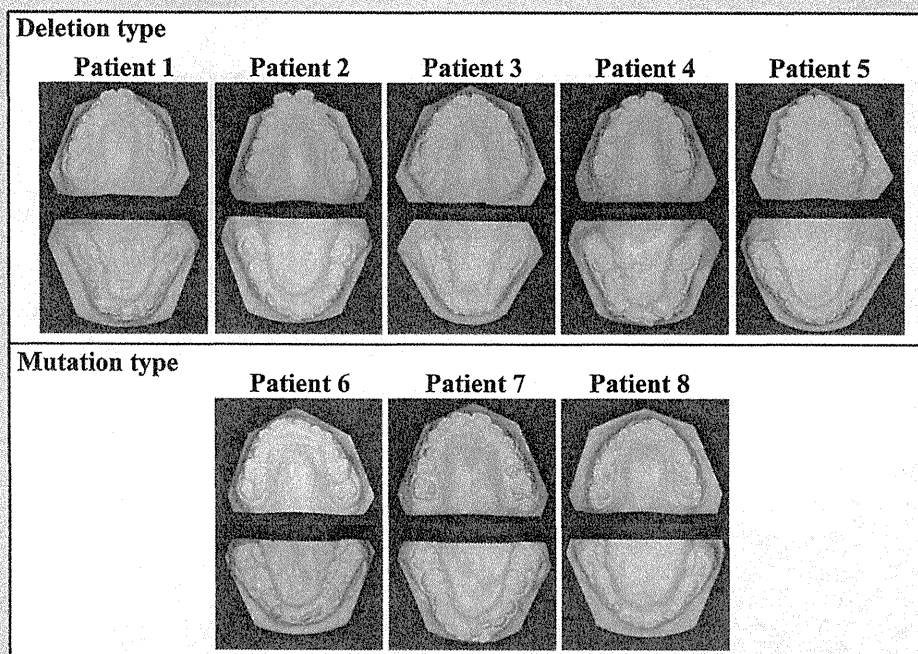 Deletion type
Patient 1 Patient 2 Patient 3 Patient 4 Patient 5
Mutation type
Patient 6 Patient 7 Patient 8